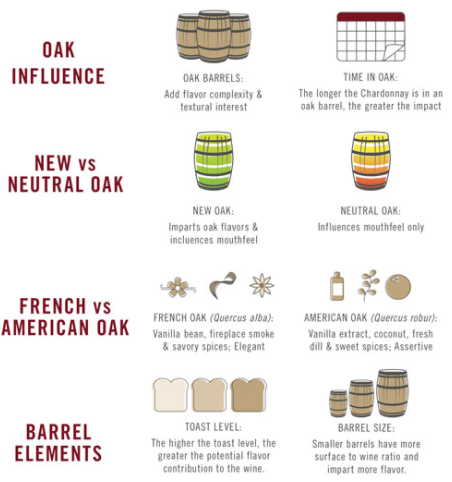 OAK
INFLUENCE
OAK BARRELS:
Add flavor complexity &
textural interest
TIME IN OAK:
The longer the Chardonnay is in an
oak barrel, the greater the impact
NEW vs
NEUTRAL OAK
NEW OAK:
Imparts oak flavors &
incluences mouthfeel
NEUTRAL OAK:
Influences mouthfeel only
FRENCH vs
AMERICAN OAK
FRENCH OAK (Quercus alba):
Vanilla bean, fireplace smoke
& savory spices; Elegant
AMERICAN OAK (Quercus robur):
Vanilla extract, coconut, fresh
dill & sweet spices; Assertive
BARREL
ELEMENTS
TOAST LEVEL:
The higher the toast level, the
greater the potential flavor
contribution to the wine.
BARREL SIZE:
Smaller barrels have more
surface to wine ratio and
impart more flavor.